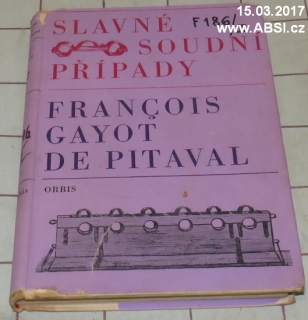 15.03.2017
www.ABSI.cz
F186/
SLAVNÉ
SOUDNÍ
PŘÍPADY
FRANÇOIS
GAYOT
DE PITAVAL
ORBIS